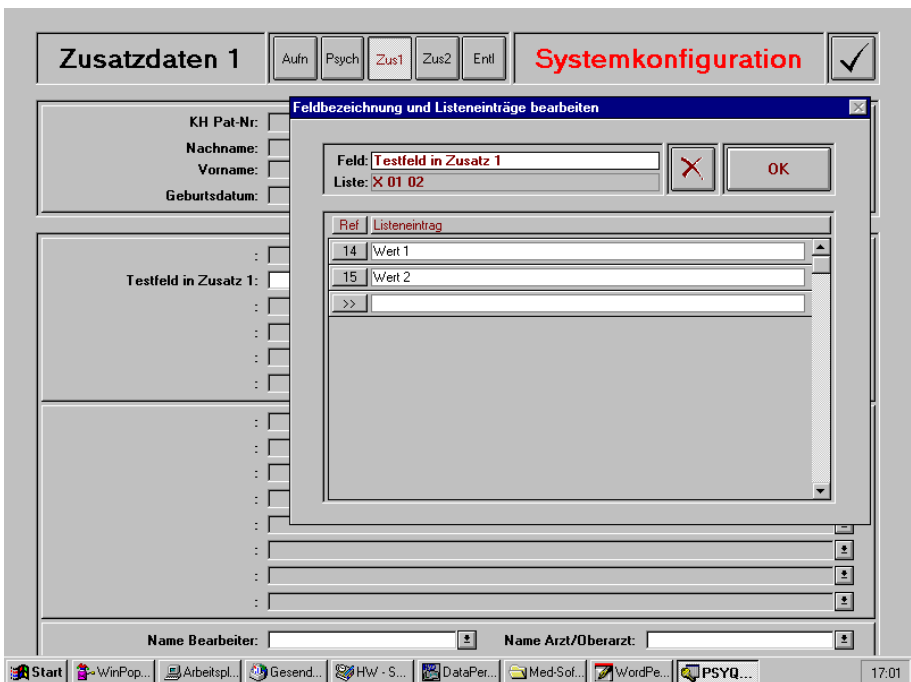 Zusatzdaten 1 Aufn Psych Zus1 Zus2 Entl Systemkonfiguration
Feldbezeichnung und Listeneinträge bearbeiten
KH Pat-Nr:
Nachname:
Vorname:
Geburtsdatum:
Feld: Testfeld in Zusatz 1
Liste: X 01 02
OK
Ref Listeneintrag
14 Wert 1
15 Wert 2
>>
:
Testfeld in Zusatz 1:
:
:
:
:
:
:
:
:
:
:
:
:
Name Bearbeiter: Name Arzt/Oberarzt:
Start WinPop... Arbeitspl... Gesend... HW - S... DataPer... Med-Sof... WordPe... PSYQ... 17:01